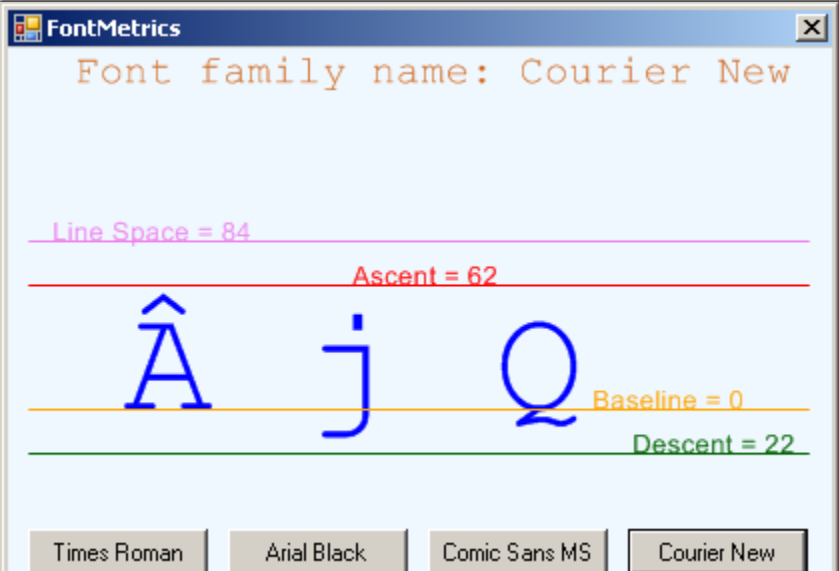 FontMetrics
Font family name: Courier New
Line Space = 84
Ascent = 62
Â j Q
Baseline = 0
Descent = 22
Times Roman Arial Black Comic Sans MS Courier New